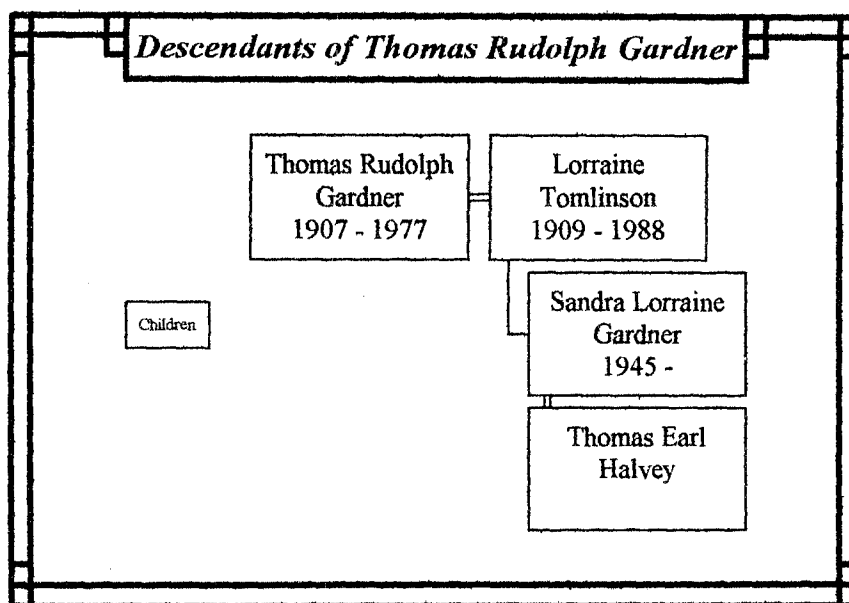 Descendants of Thomas Rudolph Gardner
Thomas Rudolph
Gardner
1907 - 1977
Lorraine
Tomlinson
1909 - 1988
Children
Sandra Lorraine
Gardner
1945 -
Thomas Earl
Halvey